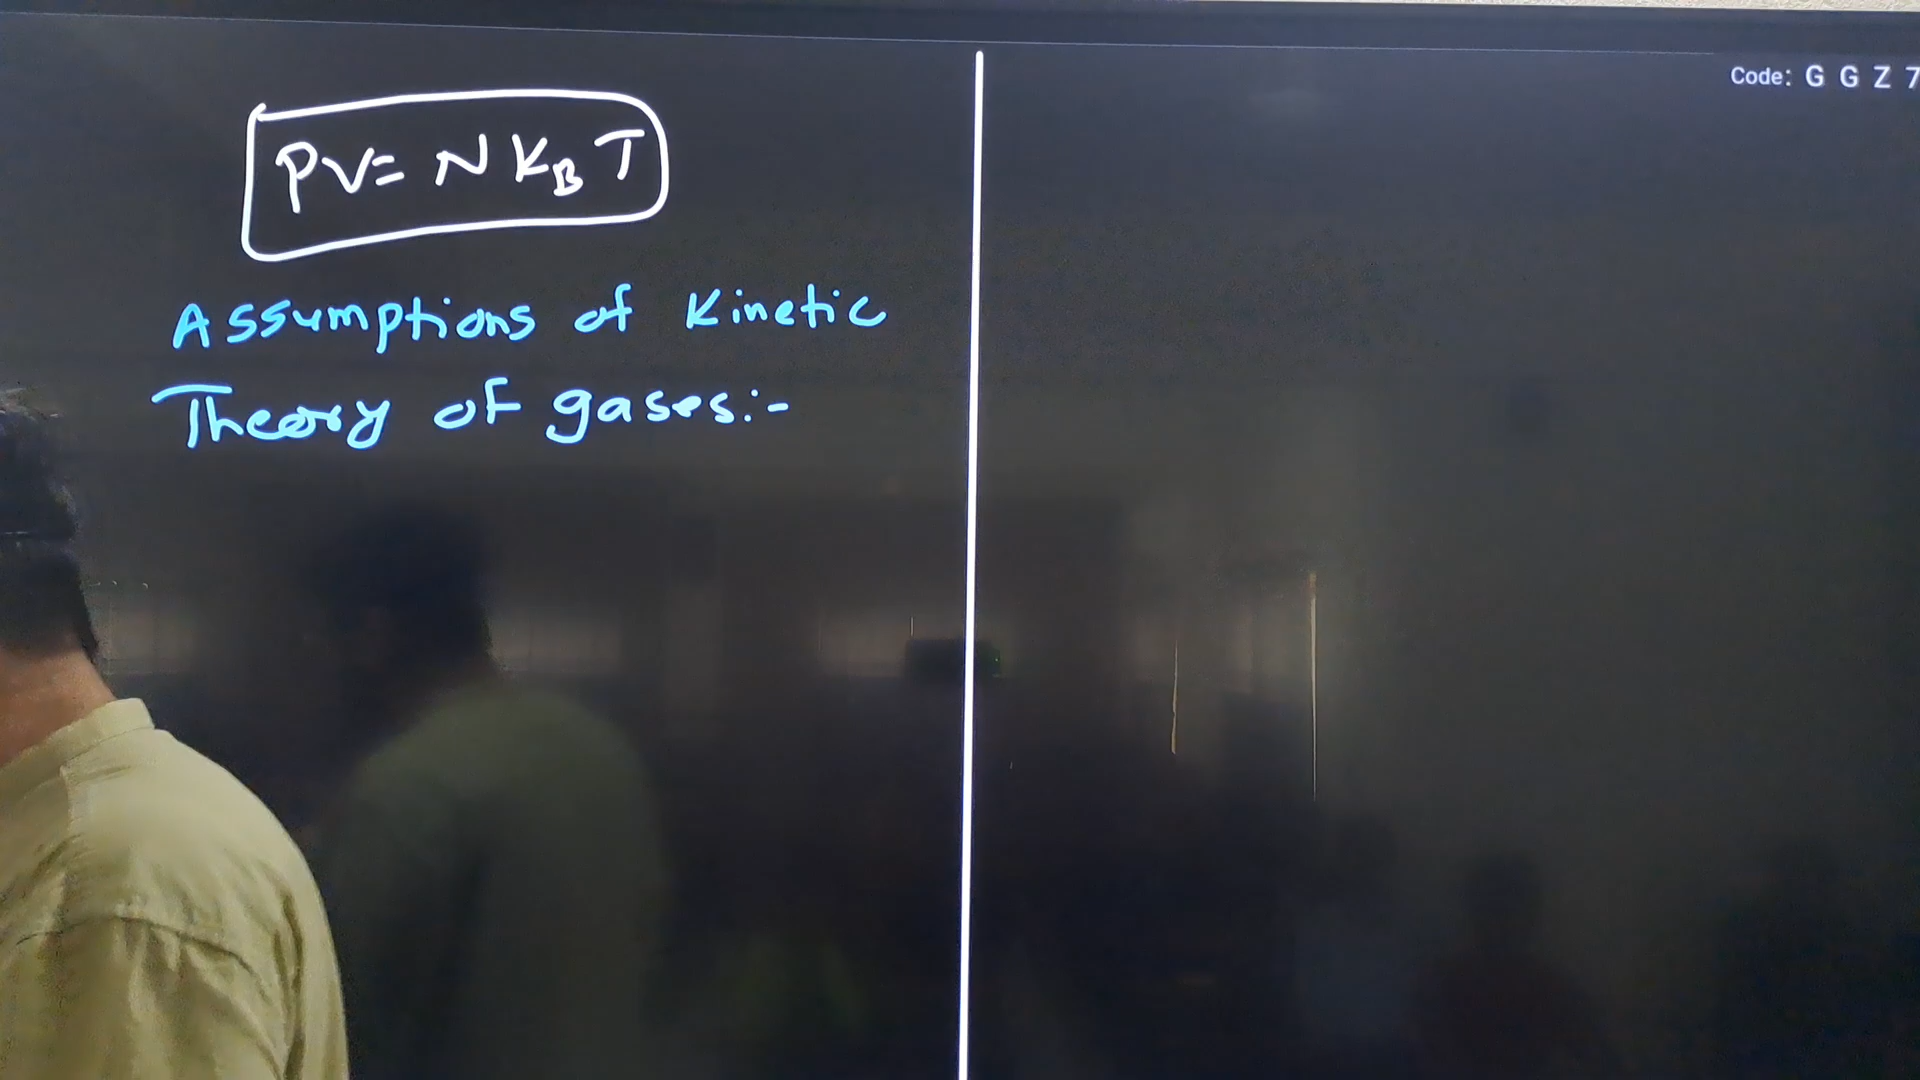 Code: G G Z 7
PV= N KB T
Assumptions of Kinetic
Theory of gases:-